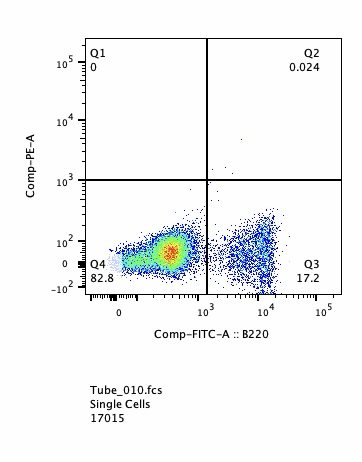 Q1
0
Q2
0.024
10^5
10^4
10^3
10^2
0
-10^2
Comp-PE-A
Q4
82.8
Q3
17.2
0
10^3
10^4
10^5
Comp-FITC-A :: B220
Tube_010.fcs
Single Cells
17015